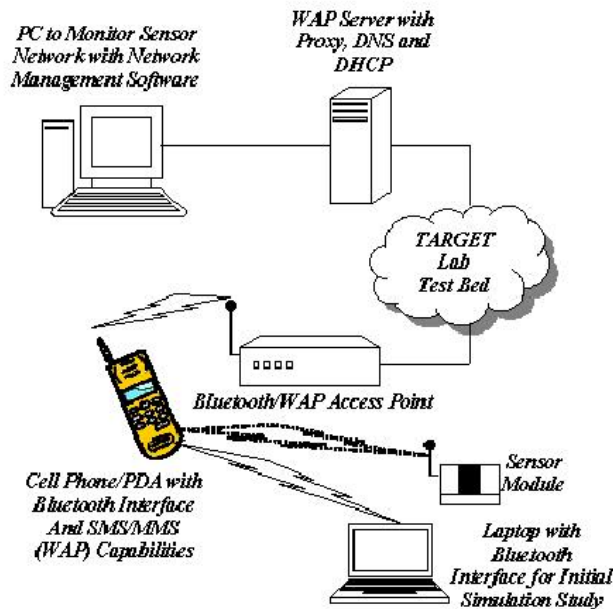 PC to Monitor Sensor
Network with Network
Management Software
WAP Server with
Proxy, DNS and
DHCP
TARGET
Lab
Test Bed
Bluetooth/WAP Access Point
Cell Phone/PDA with
Bluetooth Interface
And SMS/MMS
(WAP) Capabilities
Sensor
Module
Laptop with
Bluetooth
Interface for Initial
Simulation Study